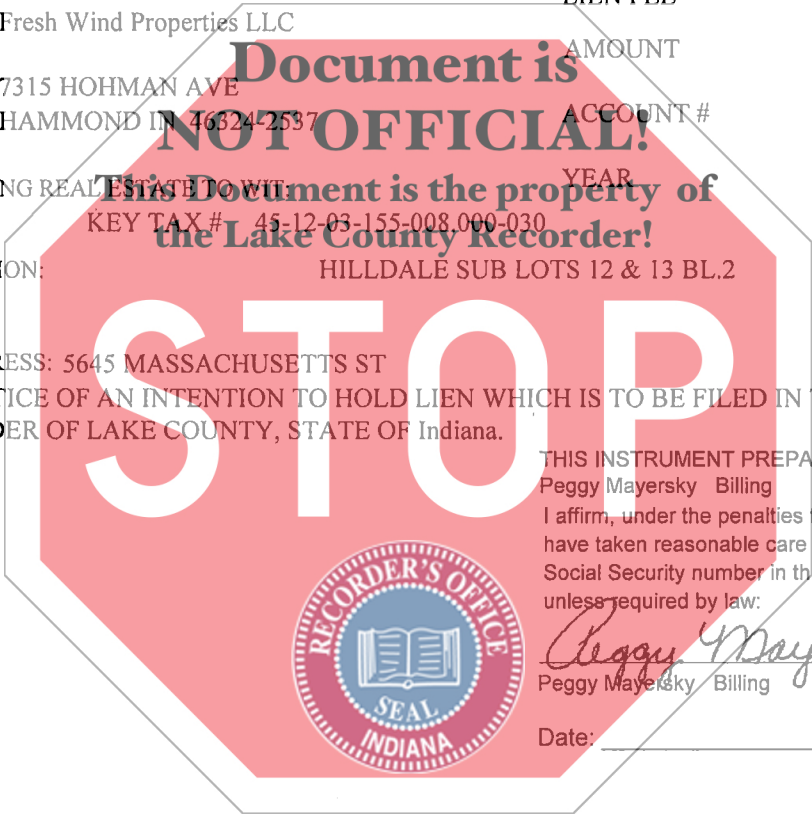 LIEN FEE
Fresh Wind Properties LLC
AMOUNT
Document is
7315 HOHMAN AVE
HAMMOND IN 46324-2537
ACCOUNT #
NOT OFFICIAL!
YEAR
NG REAL ESTATE TO WIT:
This Document is the property of
KEY TAX # 45-12-03-155-008.000-030
the Lake County Recorder!
ION:
HILLDALE SUB LOTS 12 & 13 BL.2
STOP
ESS: 5645 MASSACHUSETTS ST
TICE OF AN INTENTION TO HOLD LIEN WHICH IS TO BE FILED IN
DER OF LAKE COUNTY, STATE OF Indiana.
THIS INSTRUMENT PREPA
Peggy Mayersky Billing
I affirm, under the penalties
have taken reasonable care
Social Security number in th
unless required by law:
Peggy May
Peggy Mayersky Billing
Date:
RECORDER'S OFFICE
SEAL
INDIANA